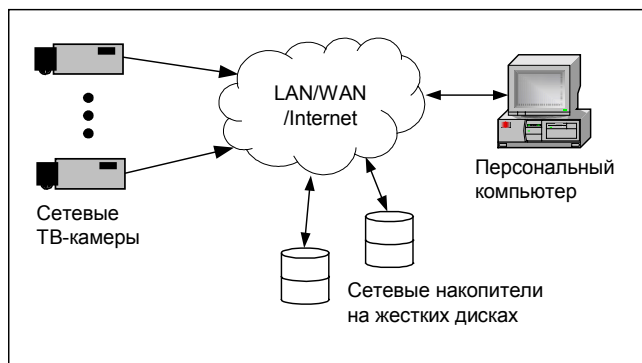 LAN/WAN
/Internet
Персональный
компьютер
Сетевые
ТВ-камеры
Сетевые накопители
на жестких дисках